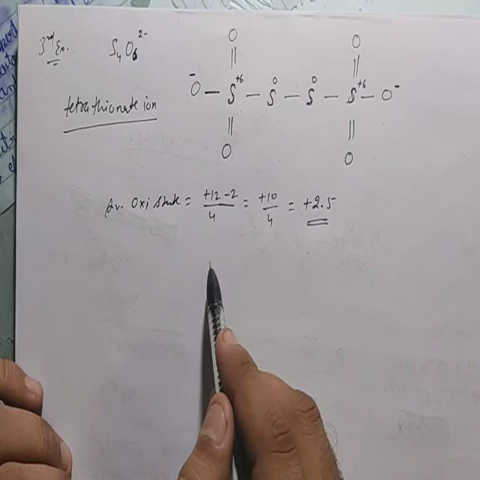 3rd Ex. S4O6 2-
tetrathionate ion
O O
-O - S+6 - S0 - S0 - S+6 - O-
O O
Av. Oxi State = +12-2/4 = +10/4 = +2.5